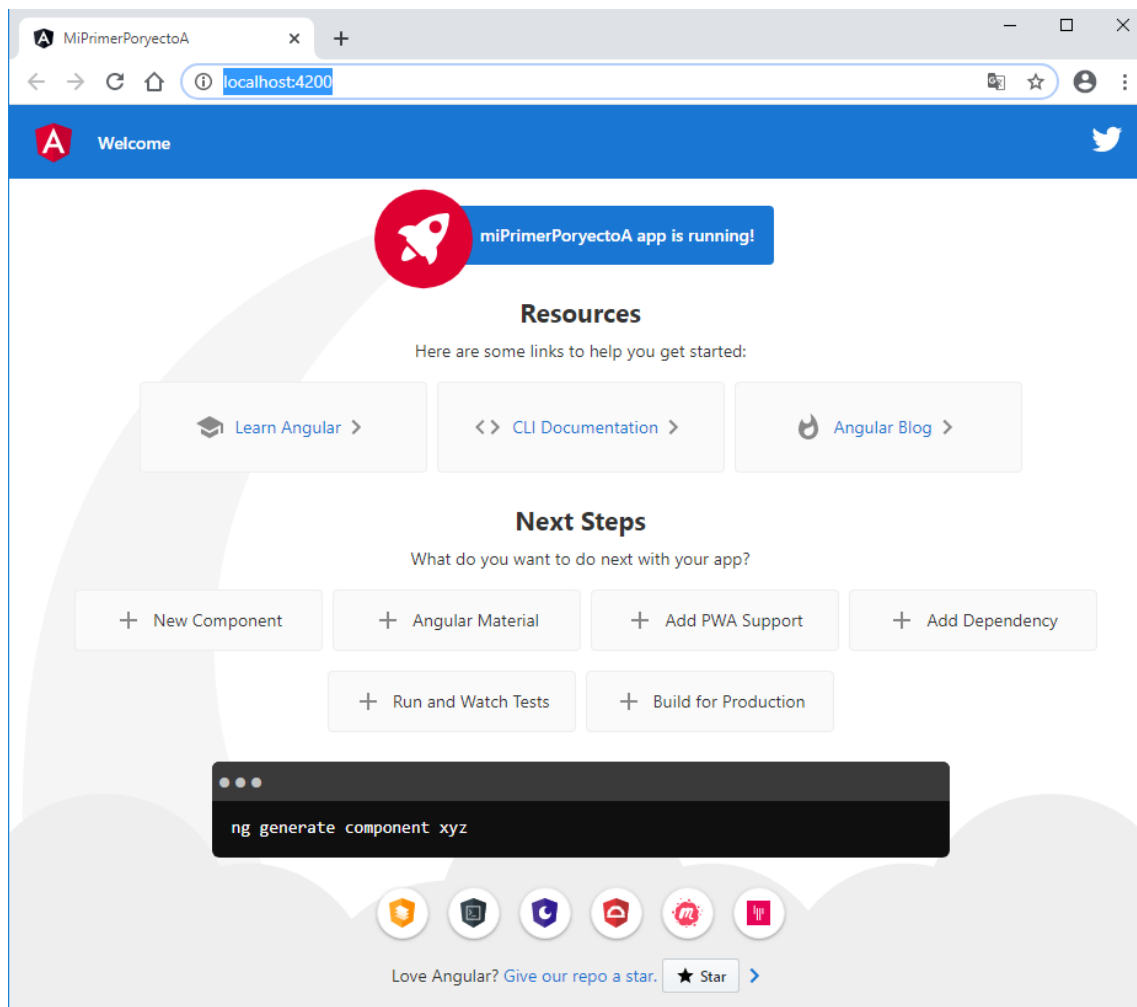 MiPrimerPoryectoA
localhost:4200
Welcome
miPrimerPoryectoA app is running!
Resources
Here are some links to help you get started:
Learn Angular
CLI Documentation
Angular Blog
Next Steps
What do you want to do next with your app?
New Component
Angular Material
Add PWA Support
Add Dependency
Run and Watch Tests
Build for Production
ng generate component xyz
Love Angular? Give our repo a star. Star